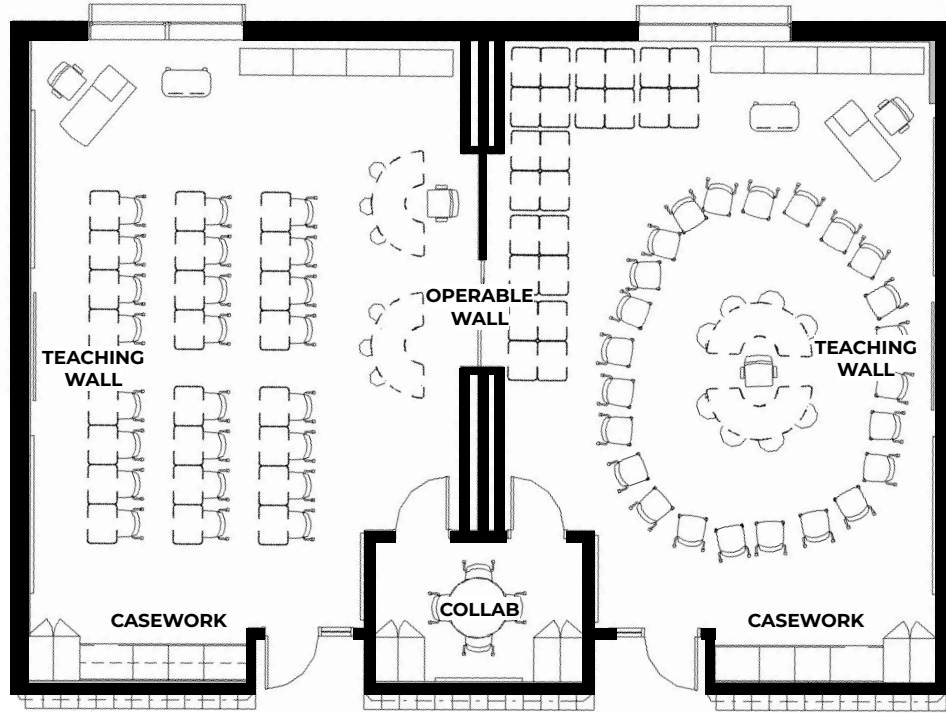 OPERABLE
WALL
TEACHING
WALL
TEACHING
WALL
CASEWORK
COLLAB
CASEWORK